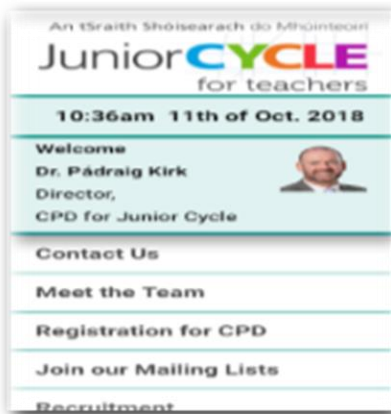 An tSraith Shóisearach do Mhúinteoirí
JuniorCYCLE
for teachers
10:36am 11th of Oct. 2018
Welcome
Dr. Pádraig Kirk
Director,
CPD for Junior Cycle
Contact Us
Meet the Team
Registration for CPD
Join our Mailing Lists
Recruitment